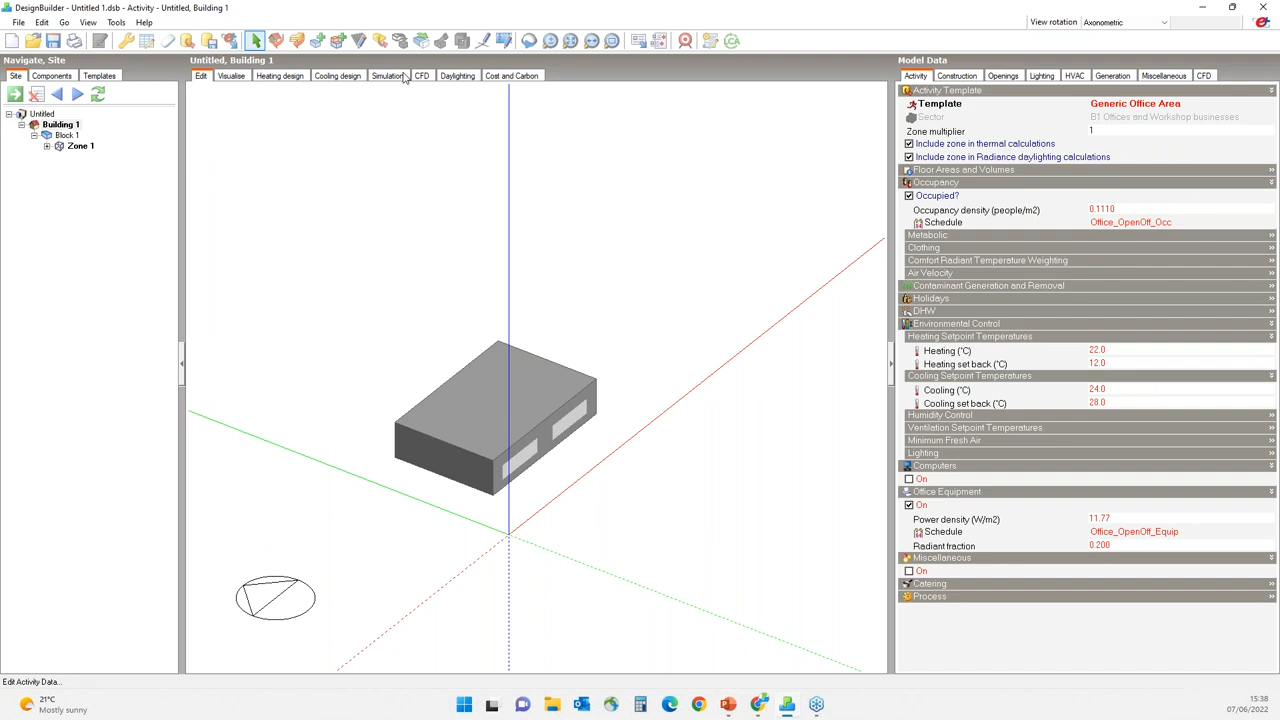 DesignBuilder - Untitled 1.dsb - Activity - Untitled, Building 1
File Edit Go View Tools Help
View rotation Axonometric
Navigate, Site
Untitled, Building 1
Model Data
Site Components Templates
Edit Visualise Heating design Cooling design Simulation CFD Daylighting Cost and Carbon
Activity Construction Openings Lighting HVAC Generation Miscellaneous CFD
Untitled
Building 1
Block 1
Zone 1
Activity Template
Template Generic Office Area
Sector B1 Offices and Workshop businesses
Zone multiplier 1
Include zone in thermal calculations
Include zone in Radiance daylighting calculations
Floor Areas and Volumes
Occupancy
Occupied?
Occupancy density (people/m2) 0.1110
Schedule Office_OpenOff_Occ
Metabolic
Clothing
Comfort Radiant Temperature Weighting
Air Velocity
Contaminant Generation and Removal
Holidays
DHW
Environmental Control
Heating Setpoint Temperatures
Heating (°C) 22.0
Heating set back (°C) 12.0
Cooling Setpoint Temperatures
Cooling (°C) 24.0
Cooling set back (°C) 28.0
Humidity Control
Ventilation Setpoint Temperatures
Minimum Fresh Air
Lighting
Computers
On
Office Equipment
On
Power density (W/m2) 11.77
Schedule Office_OpenOff_Equip
Radiant fraction 0.200
Miscellaneous
On
Catering
Process
Edit Activity Data...
21°C
Mostly sunny
15:38
07/06/2022